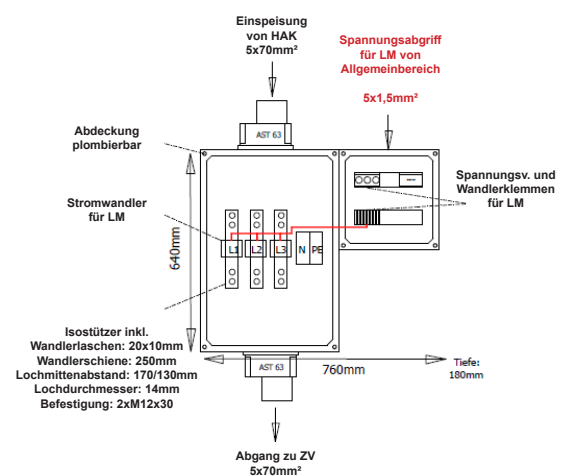 Einspeisung
von HAK
5x70mm²
Spannungsabgriff
für LM von
Allgemeinbereich
5x1,5mm²
AST 63
Abdeckung
plombierbar
Spannungsv. und
Wandlerklemmen
für LM
Stromwandler
für LM
L1 L2 L3 N PE
640mm
Isostützer inkl.
Wandlerlaschen: 20x10mm
Wandlerschiene: 250mm
Lochmittenabstand: 170/130mm
Lochdurchmesser: 14mm
Befestigung: 2xM12x30
AST 63
760mm
Tiefe:
180mm
Abgang zu ZV
5x70mm²